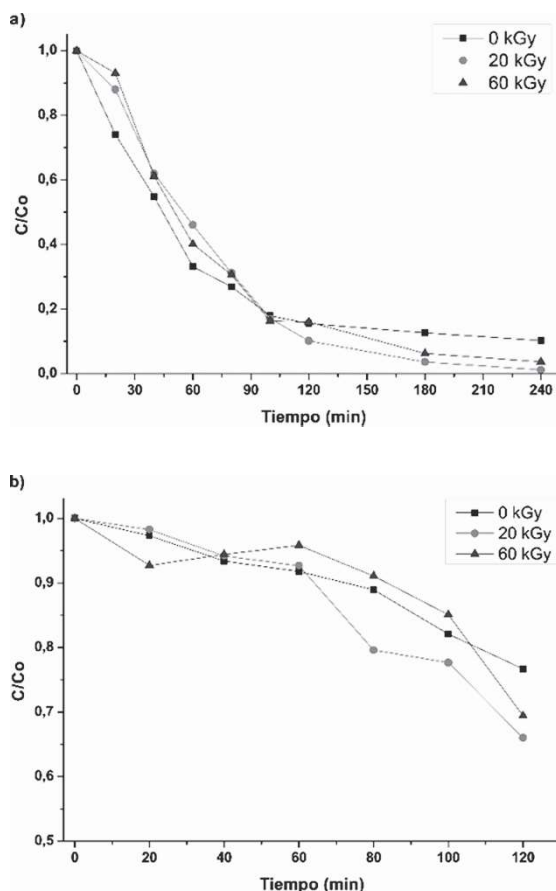 a)
0 kGy
20 kGy
60 kGy
C/Co
1,0
0,8
0,6
0,4
0,2
0,0
0 30 60 90 120 150 180 210 240
Tiempo (min)
b)
0 kGy
20 kGy
60 kGy
C/Co
1,0
0,9
0,8
0,7
0,6
0,5
0 20 40 60 80 100 120
Tiempo (min)